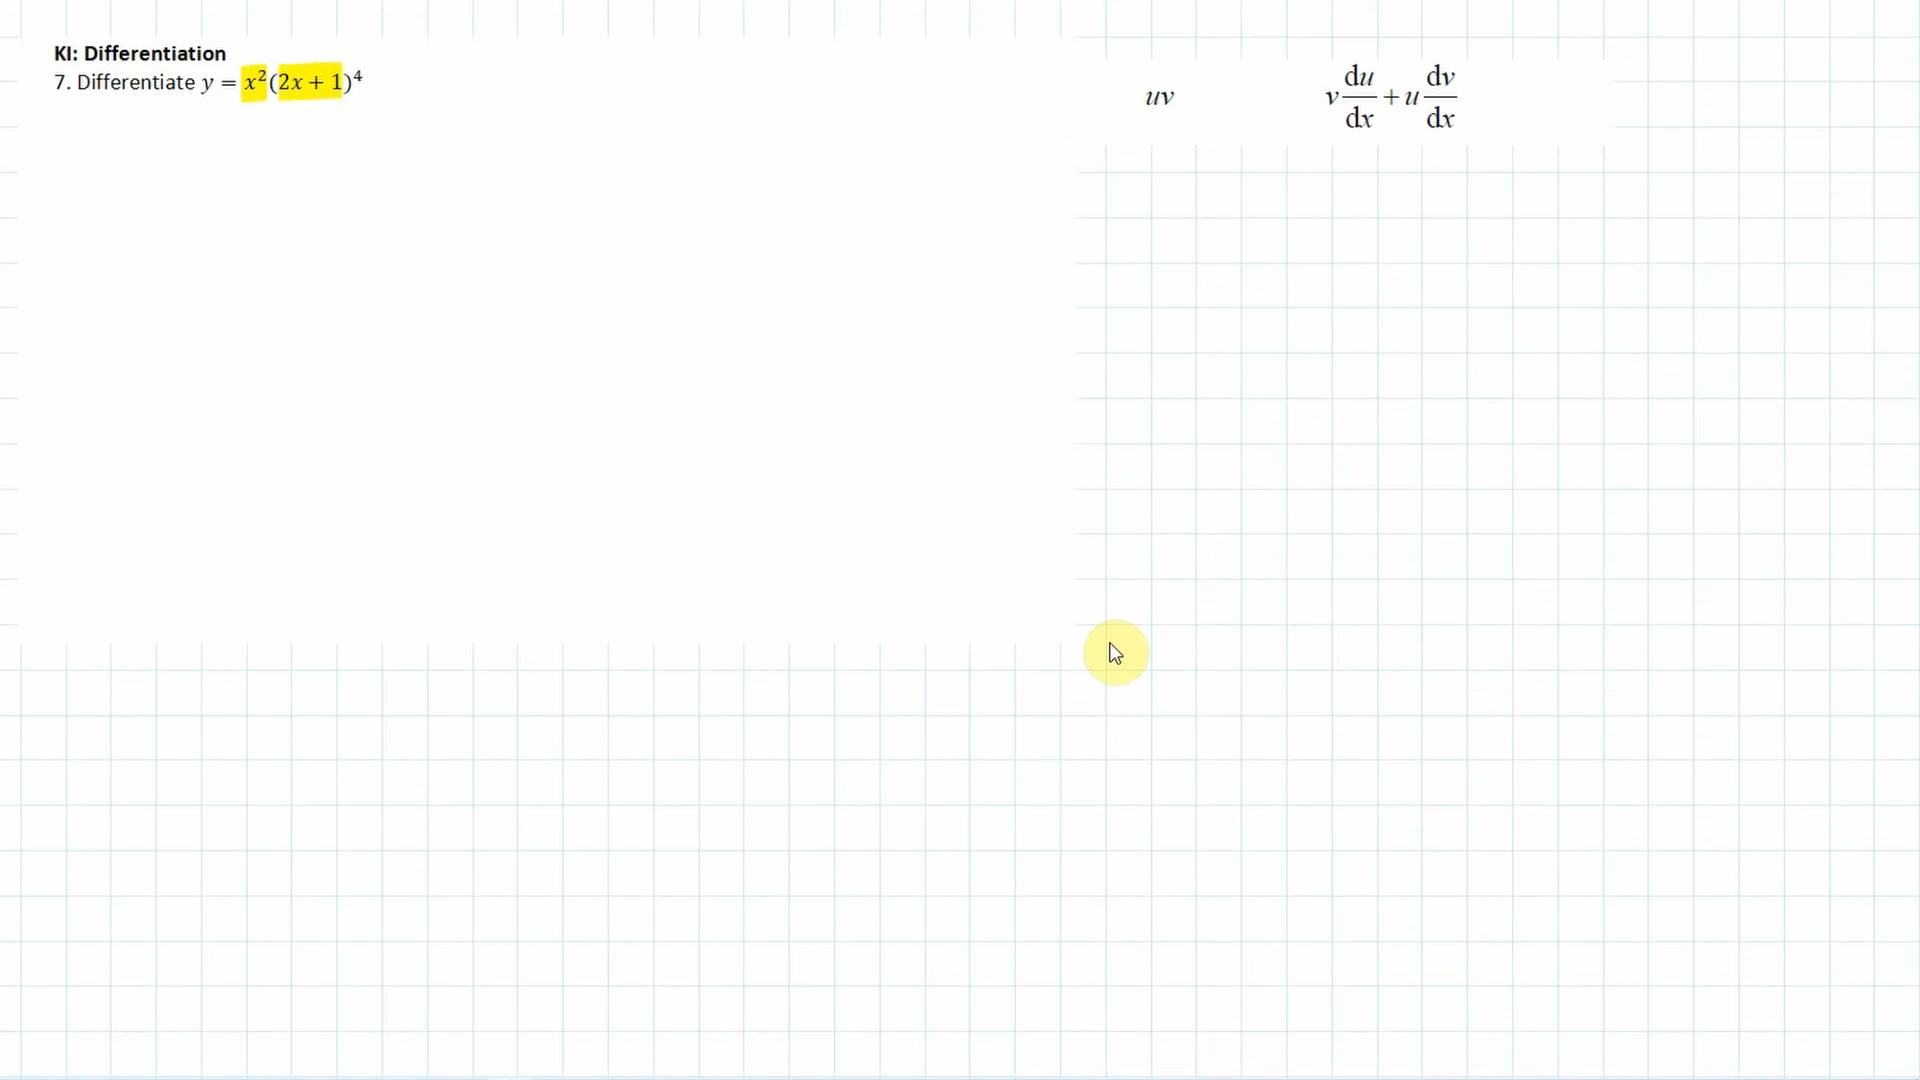 KI: Differentiation
7. Differentiate y = x²(2x + 1)⁴
uv v du/dx + u dv/dx